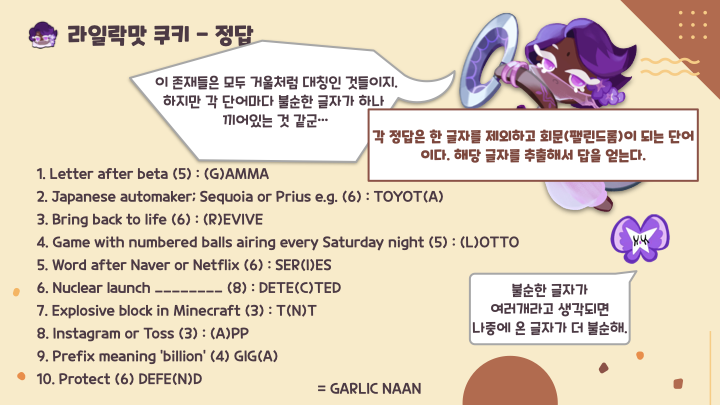 라일락맛 쿠키 - 정답
이 존재들은 모두 거울처럼 대칭인 것들이지.
하지만 각 단어마다 불순한 글자가 하나
끼어있는 것 같군…
각 정답은 한 글자를 제외하고 회문(팰린드롬)이 되는 단어
이다. 해당 글자를 추출해서 답을 얻는다.
1. Letter after beta (5) : (G)AMMA
2. Japanese automaker; Sequoia or Prius e.g. (6) : TOYOT(A)
3. Bring back to life (6) : (R)EVIVE
4. Game with numbered balls airing every Saturday night (5) : (L)OTTO
5. Word after Naver or Netflix (6) : SER(I)ES
6. Nuclear launch ________ (8) : DETE(C)TED
7. Explosive block in Minecraft (3) : T(N)T
8. Instagram or Toss (3) : (A)PP
9. Prefix meaning 'billion' (4) GIG(A)
10. Protect (6) DEFE(N)D
불순한 글자가
여러개라고 생각되면
나중에 온 글자가 더 불순해.
= GARLIC NAAN